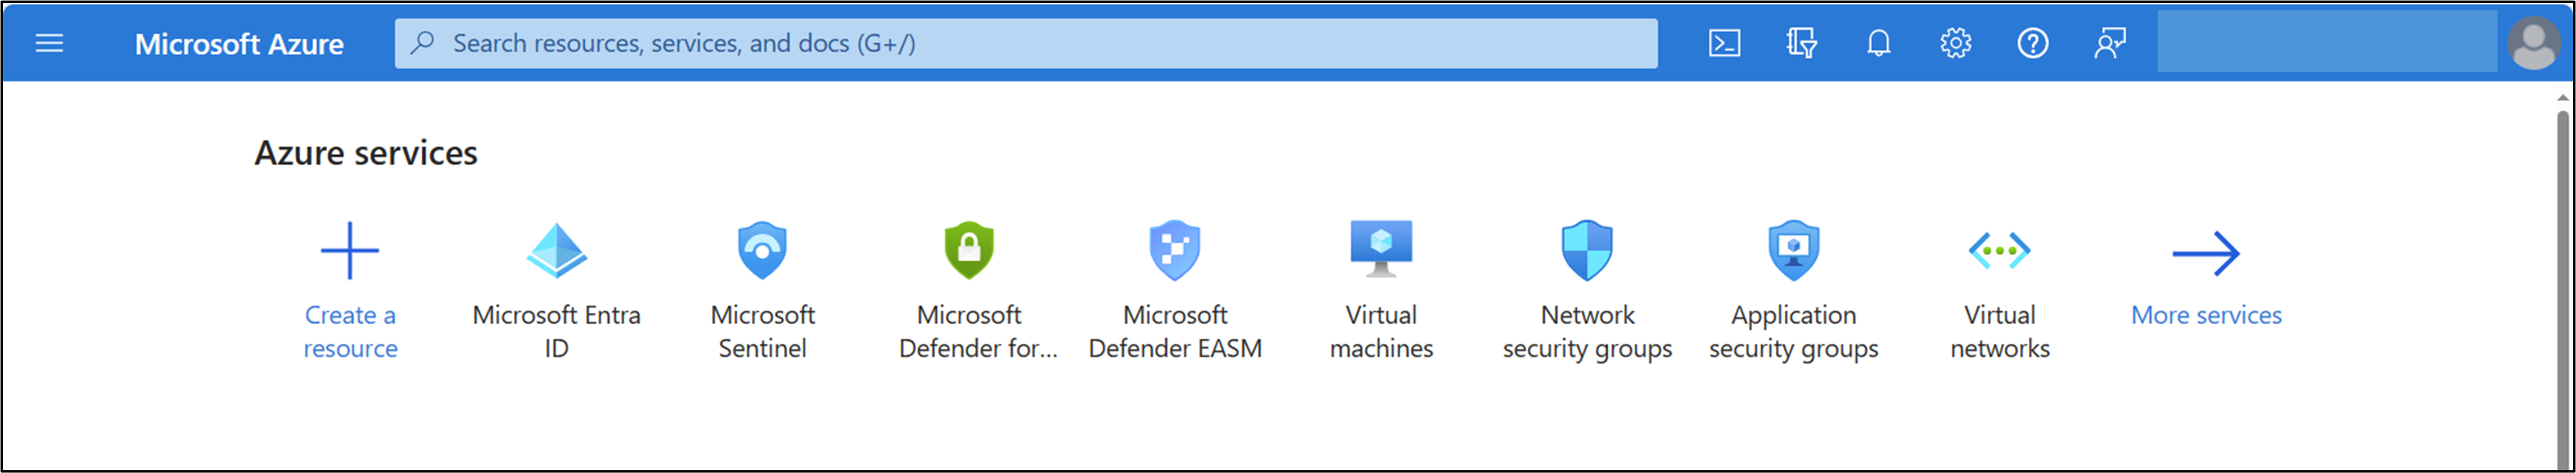 Microsoft Azure
Search resources, services, and docs (G+/)
Azure services
Create a
resource
Microsoft Entra
ID
Microsoft
Sentinel
Microsoft
Defender for...
Microsoft
Defender EASM
Virtual
machines
Network
security groups
Application
security groups
Virtual
networks
More services